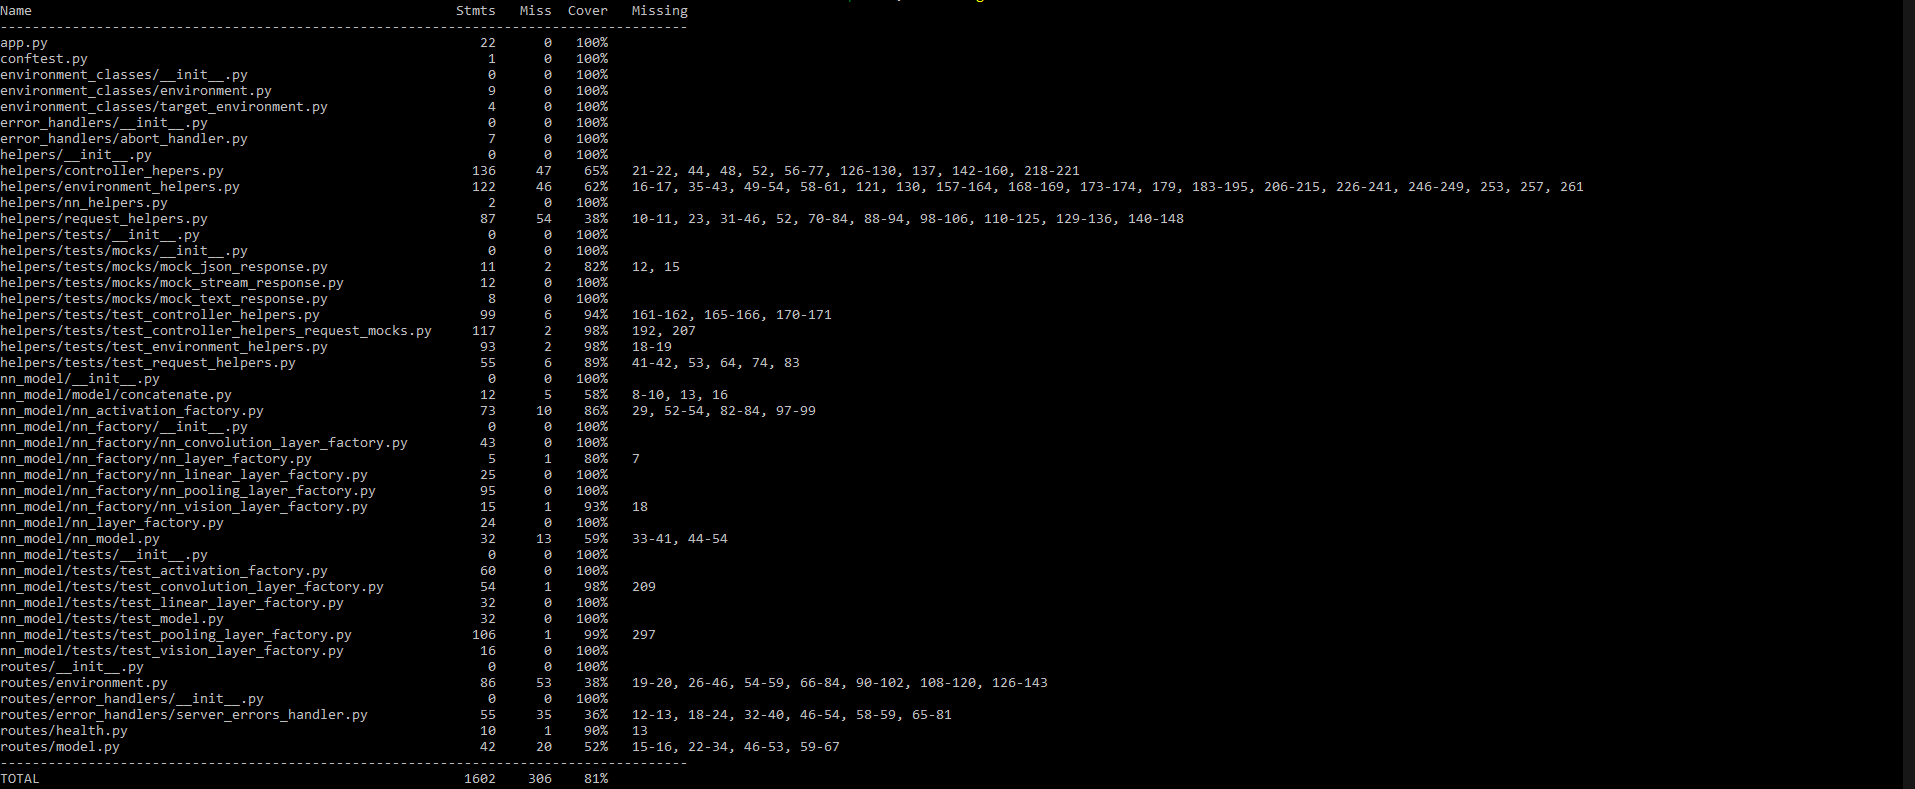 Name Stmts Miss Cover Missing
--------------------------------------------------------------------------------------
app.py 22 0 100%
conftest.py 1 0 100%
environment_classes/__init__.py 0 0 100%
environment_classes/environment.py 9 0 100%
environment_classes/target_environment.py 4 0 100%
error_handlers/__init__.py 0 0 100%
error_handlers/abort_handler.py 7 0 100%
helpers/__init__.py 0 0 100%
helpers/controller_hepers.py 136 47 65% 21-22, 44, 48, 52, 56-77, 126-130, 137, 142-160, 218-221
helpers/environment_helpers.py 122 46 62% 16-17, 35-43, 49-54, 58-61, 121, 130, 157-164, 168-169, 173-174, 179, 183-195, 206-215, 226-241, 246-249, 253, 257, 261
helpers/nn_helpers.py 2 0 100%
helpers/request_helpers.py 87 54 38% 10-11, 23, 31-46, 52, 70-84, 88-94, 98-106, 110-125, 129-136, 140-148
helpers/tests/__init__.py 0 0 100%
helpers/tests/mocks/__init__.py 0 0 100%
helpers/tests/mocks/mock_json_response.py 11 2 82% 12, 15
helpers/tests/mocks/mock_stream_response.py 12 0 100%
helpers/tests/mocks/mock_text_response.py 8 0 100%
helpers/tests/test_controller_helpers.py 99 6 94% 161-162, 165-166, 170-171
helpers/tests/test_controller_helpers_request_mocks.py 117 2 98% 192, 207
helpers/tests/test_environment_helpers.py 93 2 98% 18-19
helpers/tests/test_request_helpers.py 55 6 89% 41-42, 53, 64, 74, 83
nn_model/__init__.py 0 0 100%
nn_model/model/concatenate.py 12 5 58% 8-10, 13, 16
nn_model/nn_activation_factory.py 73 10 86% 29, 52-54, 82-84, 97-99
nn_model/nn_factory/__init__.py 0 0 100%
nn_model/nn_factory/nn_convolution_layer_factory.py 43 0 100%
nn_model/nn_factory/nn_layer_factory.py 5 1 80% 7
nn_model/nn_factory/nn_linear_layer_factory.py 25 0 100%
nn_model/nn_factory/nn_pooling_layer_factory.py 95 0 100%
nn_model/nn_factory/nn_vision_layer_factory.py 15 1 93% 18
nn_model/nn_layer_factory.py 24 0 100%
nn_model/nn_model.py 32 13 59% 33-41, 44-54
nn_model/tests/__init__.py 0 0 100%
nn_model/tests/test_activation_factory.py 60 0 100%
nn_model/tests/test_convolution_layer_factory.py 54 1 98% 209
nn_model/tests/test_linear_layer_factory.py 32 0 100%
nn_model/tests/test_model.py 32 0 100%
nn_model/tests/test_pooling_layer_factory.py 106 1 99% 297
nn_model/tests/test_vision_layer_factory.py 16 0 100%
routes/__init__.py 0 0 100%
routes/environment.py 86 53 38% 19-20, 26-46, 54-59, 66-84, 90-102, 108-120, 126-143
routes/error_handlers/__init__.py 0 0 100%
routes/error_handlers/server_errors_handler.py 55 35 36% 12-13, 18-24, 32-40, 46-54, 58-59, 65-81
routes/health.py 10 1 90% 13
routes/model.py 42 20 52% 15-16, 22-34, 46-53, 59-67
--------------------------------------------------------------------------------------
TOTAL 1602 306 81%